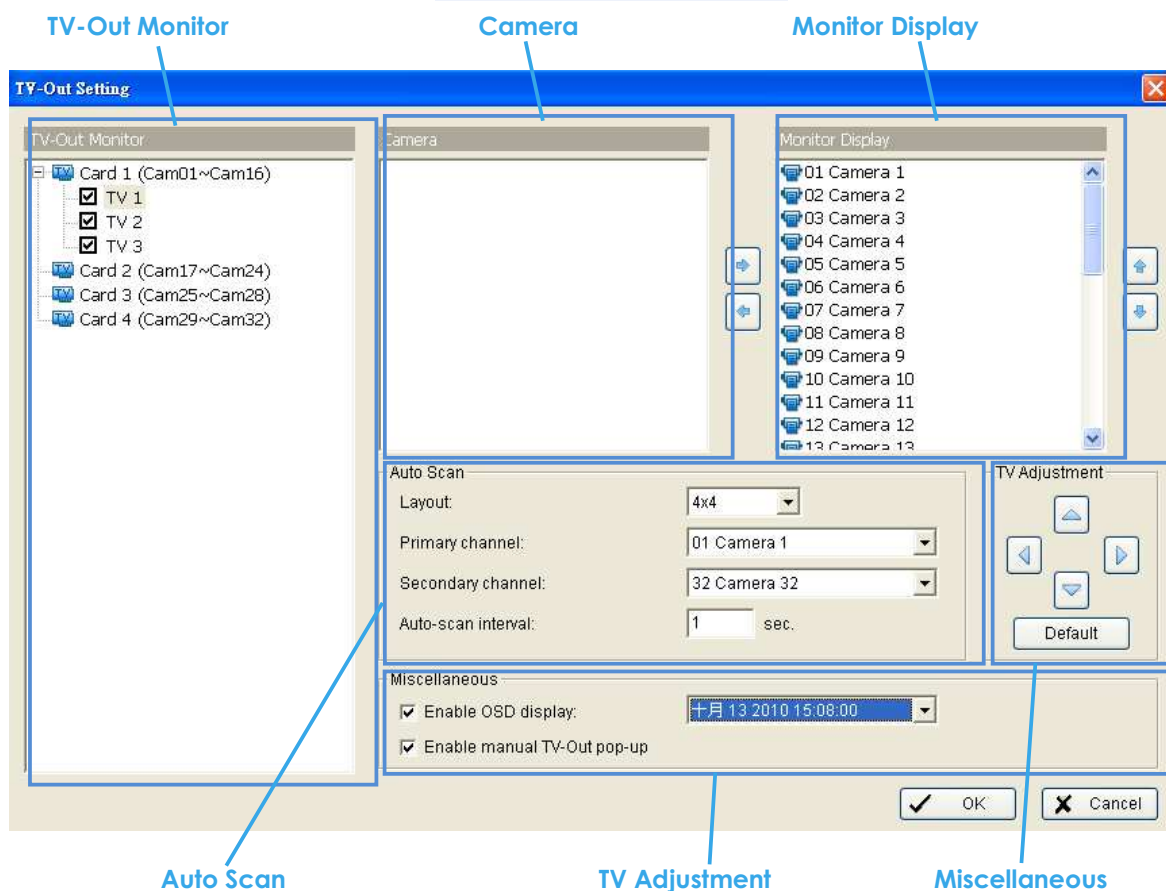 TV-Out Monitor
Camera
Monitor Display
TV-Out Setting
TV-Out Monitor
Camera
Monitor Display
Card 1 (Cam01~Cam16)
TV 1
TV 2
TV 3
Card 2 (Cam17~Cam24)
Card 3 (Cam25~Cam28)
Card 4 (Cam29~Cam32)
01 Camera 1
02 Camera 2
03 Camera 3
04 Camera 4
05 Camera 5
06 Camera 6
07 Camera 7
08 Camera 8
09 Camera 9
10 Camera 10
11 Camera 11
12 Camera 12
13 Camera 13
Auto Scan
Layout: 4x4
Primary channel: 01 Camera 1
Secondary channel: 32 Camera 32
Auto-scan interval: 1 sec.
TV Adjustment
Default
Miscellaneous
Enable OSD display: 十月 13 2010 15:08:00
Enable manual TV-Out pop-up
OK
Cancel
Auto Scan
TV Adjustment
Miscellaneous